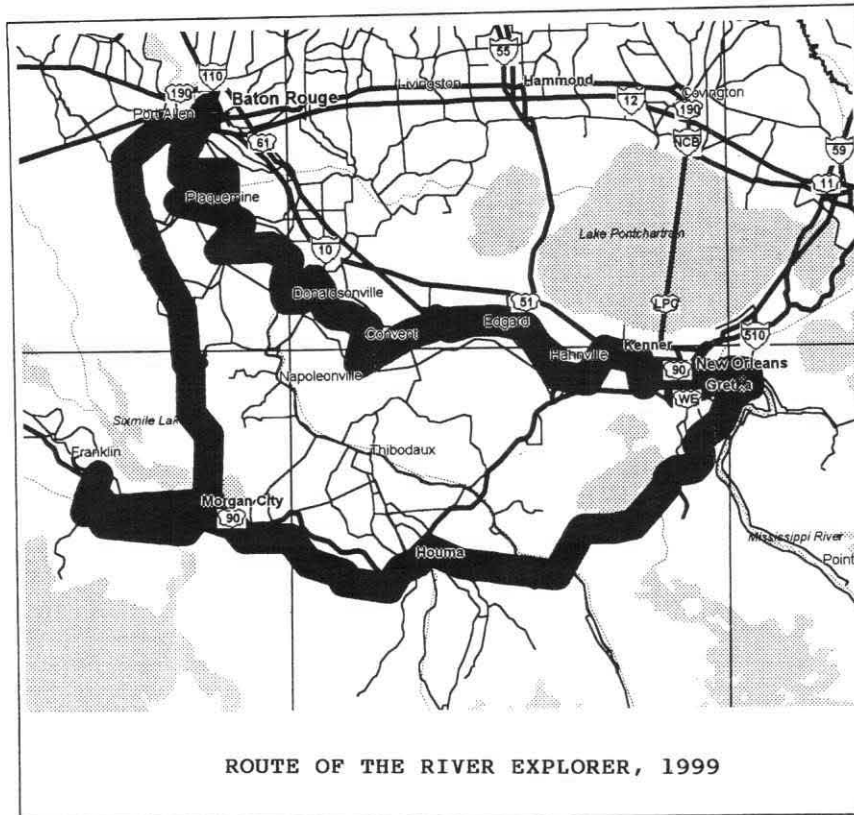 55
110
190
Livingston
Hammond
Covington
Baton Rouge
12
190
Port Allen
NCB
61
59
11
Plaquemine
Lake Pontchartrain
10
Donaldsonville
51
LPC
Edgard
Convent
510
Kenner
Hahnville
New Orleans
90
Napoleonville
Gretna
WE
Sixmile Lake
Franklin
Thibodaux
Morgan City
90
Mississippi River
Houma
Point
ROUTE OF THE RIVER EXPLORER, 1999